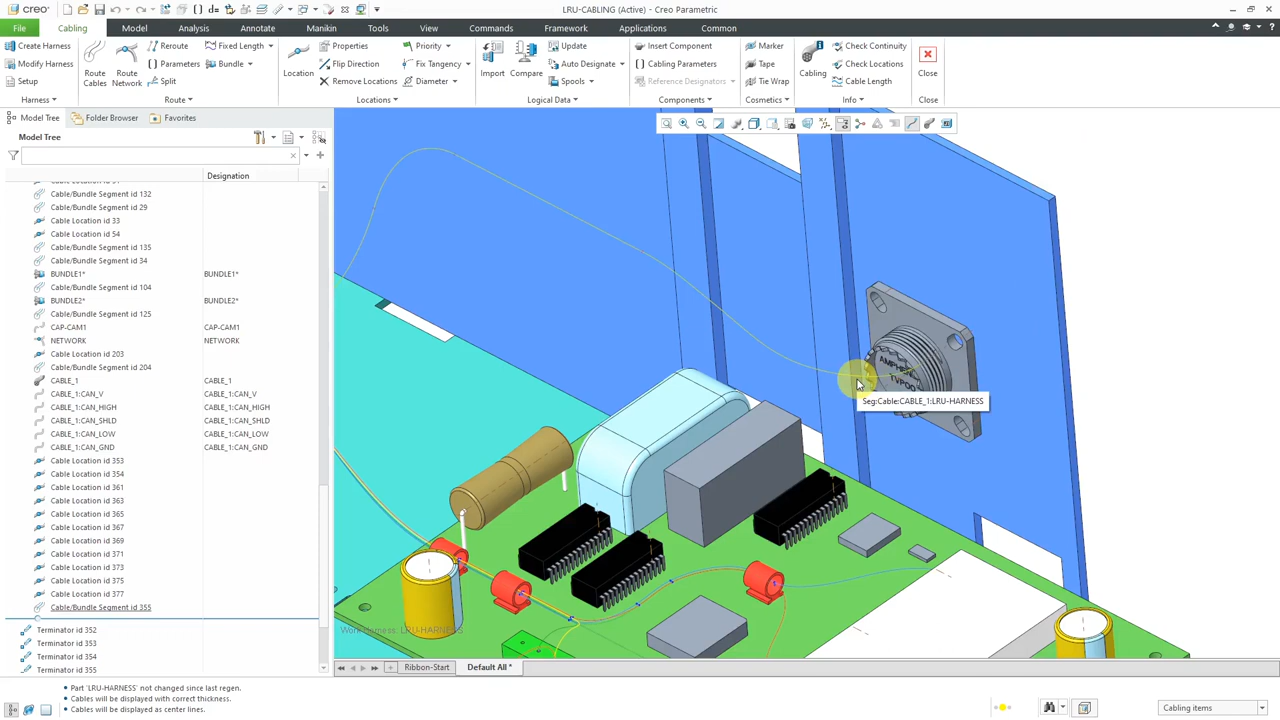 creo
LRU-CABLING (Active) - Creo Parametric
File Cabling Model Analysis Annotate Manikin Tools View Commands Framework Applications Common
Create Harness
Modify Harness
Setup
Harness
Route Cables
Route Network
Reroute
Parameters
Split
Fixed Length
Bundle
Route
Location
Properties
Flip Direction
Remove Locations
Priority
Fix Tangency
Diameter
Locations
Import
Compare
Update
Auto Designate
Spools
Logical Data
Insert Component
Cabling Parameters
Reference Designators
Components
Marker
Tape
Tie Wrap
Cosmetics
Cabling
Check Continuity
Check Locations
Cable Length
Info
Close
Close
Model Tree Folder Browser Favorites
Model Tree
Designation
Cable/Bundle Segment id 132
Cable/Bundle Segment id 29
Cable Location id 33
Cable Location id 54
Cable/Bundle Segment id 135
Cable/Bundle Segment id 34
BUNDLE1* BUNDLE1*
Cable/Bundle Segment id 104
BUNDLE2* BUNDLE2*
Cable/Bundle Segment id 125
CAP-CAM1 CAP-CAM1
NETWORK NETWORK
Cable Location id 203
Cable/Bundle Segment id 204
CABLE_1 CABLE_1
CABLE_1:CAN_V CABLE_1:CAN_V
CABLE_1:CAN_HIGH CABLE_1:CAN_HIGH
CABLE_1:CAN_SHLD CABLE_1:CAN_SHLD
CABLE_1:CAN_LOW CABLE_1:CAN_LOW
CABLE_1:CAN_GND CABLE_1:CAN_GND
Cable Location id 353
Cable Location id 354
Cable Location id 361
Cable Location id 363
Cable Location id 365
Cable Location id 367
Cable Location id 369
Cable Location id 371
Cable Location id 373
Cable Location id 375
Cable Location id 377
Cable/Bundle Segment id 355
Terminator id 352
Terminator id 353
Terminator id 354
Terminator id 355
Seg:Cable:CABLE_1:LRU-HARNESS
Work Harness: LRU-HARNESS
Ribbon-Start Default All *
• Part 'LRU-HARNESS' not changed since last regen.
• Cables will be displayed with correct thickness.
• Cables will be displayed as center lines.
Cabling items